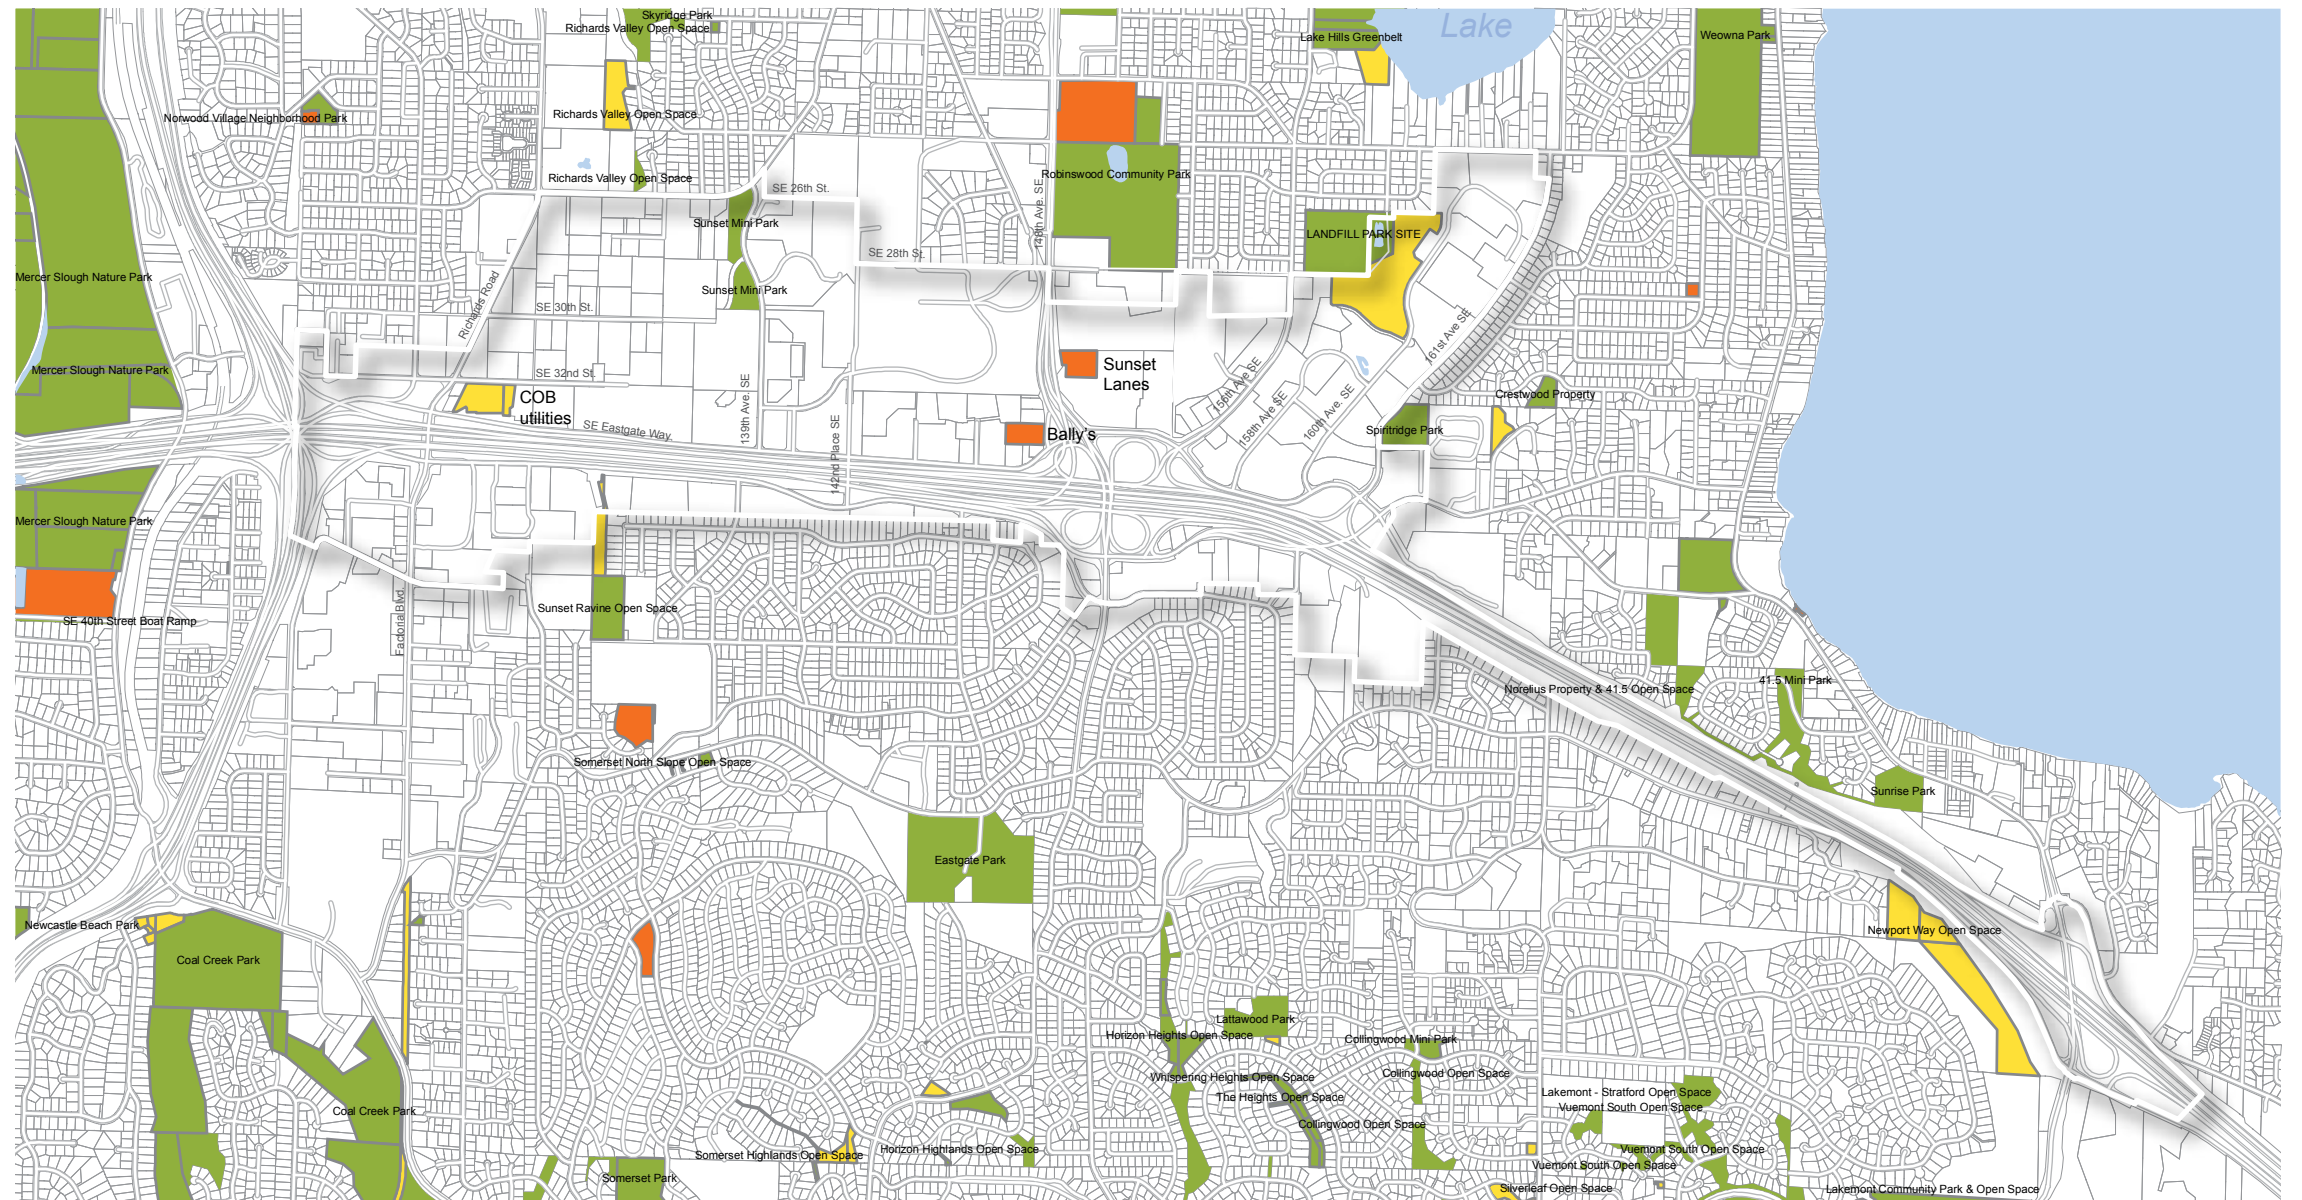 Skyridge Park
Richards Valley Open Space
Lake
Lake Hills Greenbelt
Weowna Park
Norwood Village Neighborhood Park
Richards Valley Open Space
Richards Valley Open Space
Robinswood Community Park
SE 26th St.
148th Ave. SE
Sunset Mini Park
LANDFILL PARK SITE
SE 28th St.
Mercer Slough Nature Park
Sunset Mini Park
Richards Road
SE 30th St.
161st Ave SE
Mercer Slough Nature Park
SE 32nd St.
Sunset
Lanes
156th Ave SE
Crestwood Property
COB
utilities
139th Ave. SE
158th Ave SE
160th Ave. SE
SE Eastgate Way.
Bally's
Spiritridge Park
142nd Place SE
Mercer Slough Nature Park
Sunset Ravine Open Space
SE 40th Street Boat Ramp
Factoria Blvd.
41.5 Mini Park
Norelius Property & 41.5 Open Space
Somerset North Slope Open Space
Sunrise Park
Eastgate Park
Newcastle Beach Park
Newport Way Open Space
Coal Creek Park
Lattawood Park
Horizon Heights Open Space
Collingwood Mini Park
Collingwood Open Space
Whispering Heights Open Space
Lakemont - Stratford Open Space
The Heights Open Space
Vuemont South Open Space
Coal Creek Park
Collingwood Open Space
Horizon Highlands Open Space
Vuemont South Open Space
Somerset Highlands Open Space
Vuemont South Open Space
Somerset Park
Silverleaf Open Space
Lakemont Community Park & Open Space